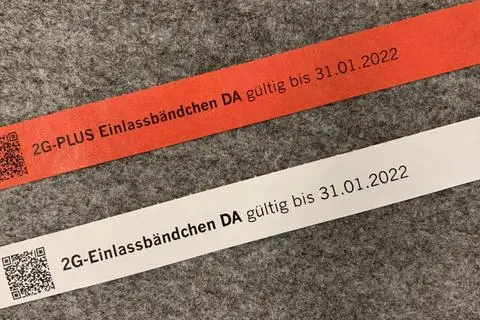 2G-PLUS Einlassbändchen DA gültig bis 31.01.2022
2G-Einlassbändchen DA gültig bis 31.01.2022